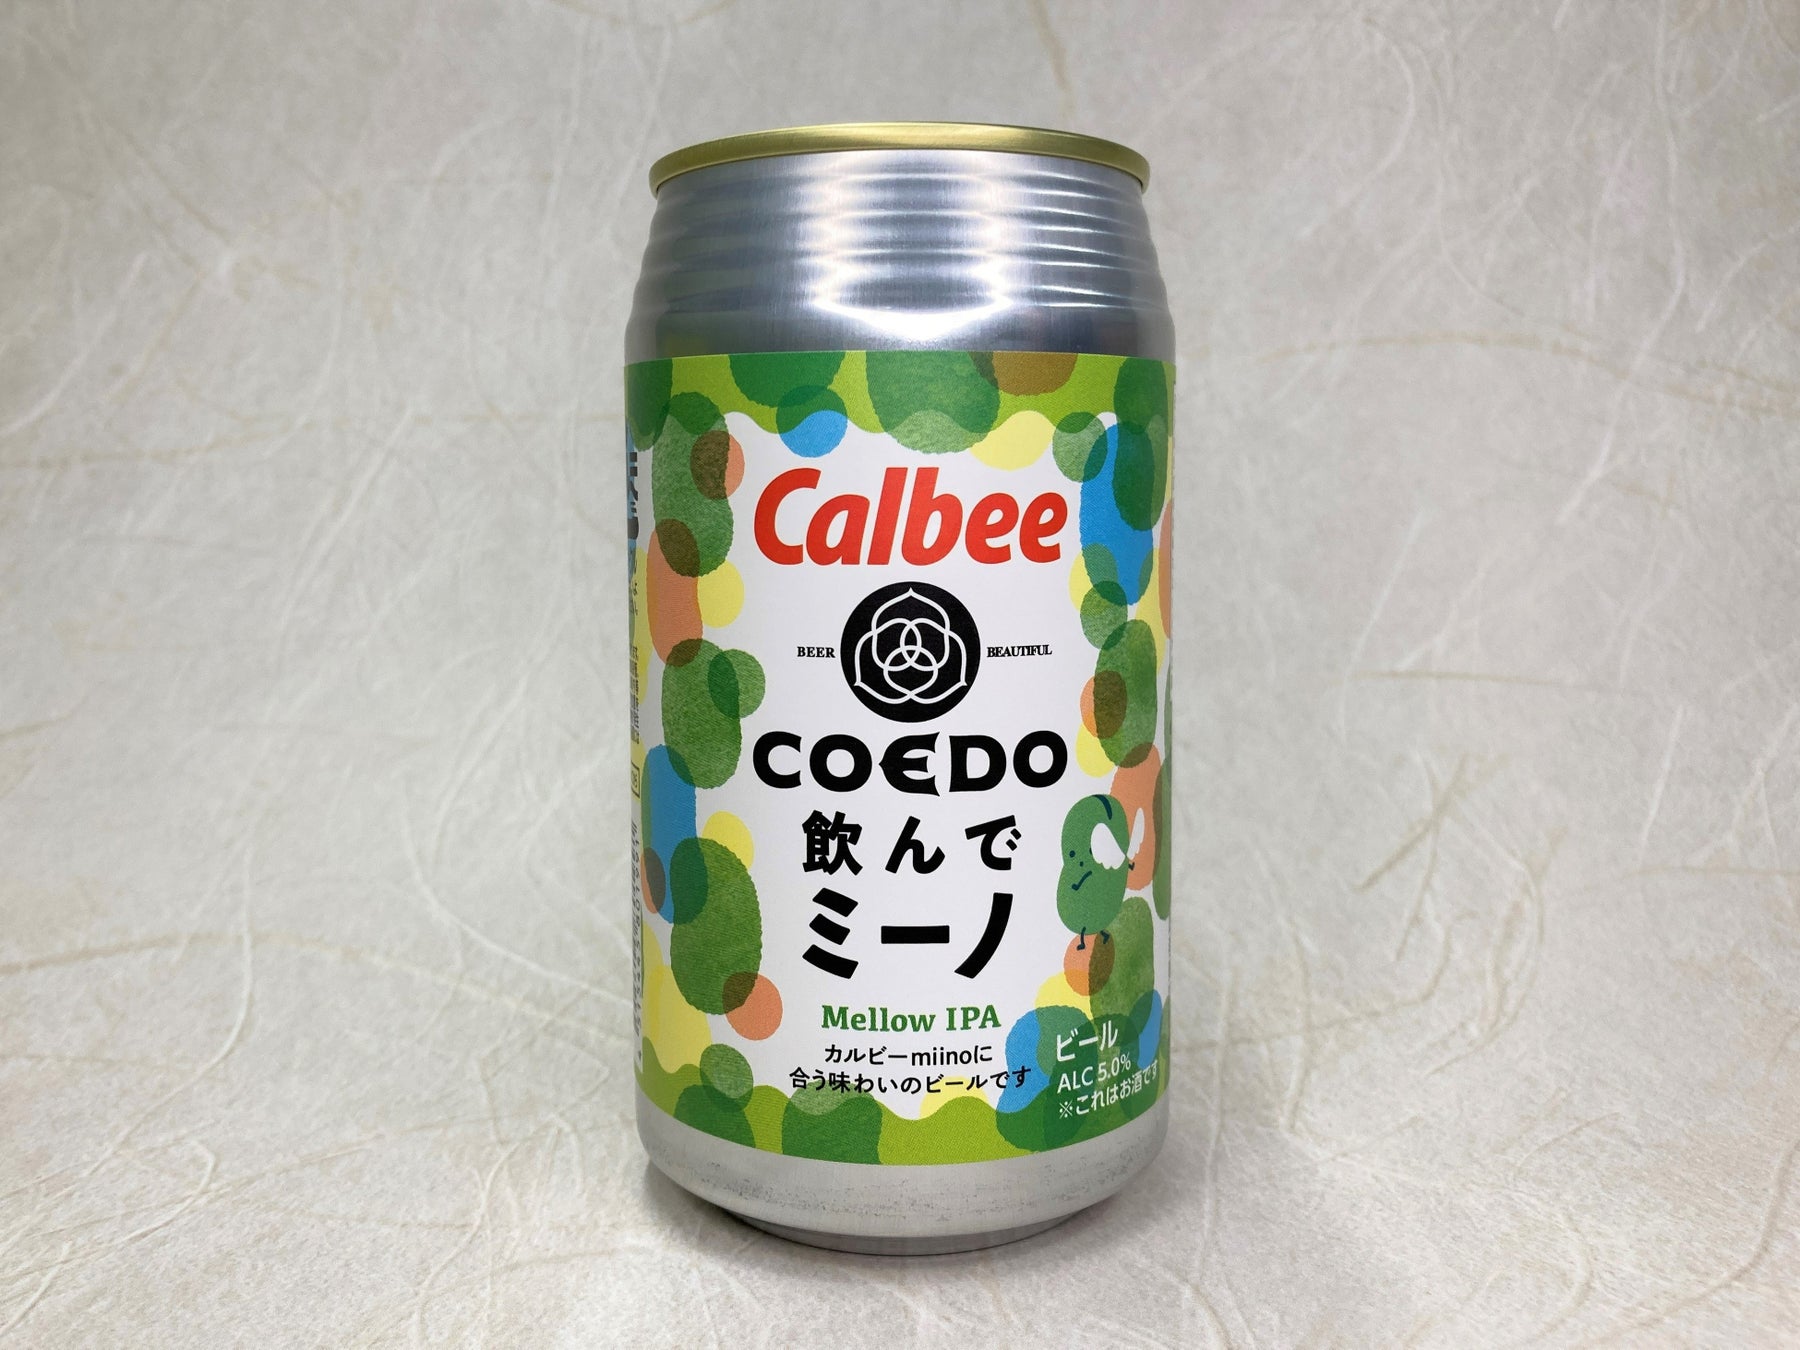 Calbee
BEER BEAUTIFUL
COEDO
飲んで
ミーノ
Mellow IPA
カルビーmiinoに
合う味わいのビールです
ビール
ALC 5.0%
※これはお酒です